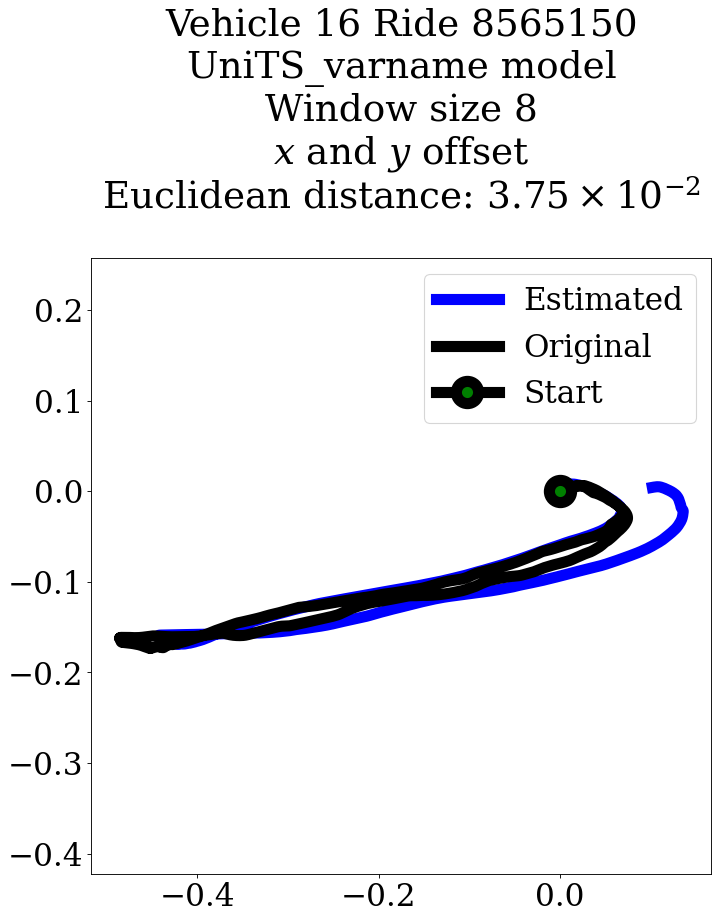 Vehicle 16 Ride 8565150
UniTS_varname model
Window size 8
x and y offset
Euclidean distance: 3.75 × 10⁻²
Estimated
Original
Start
0.2
0.1
0.0
−0.1
−0.2
−0.3
−0.4
−0.4 −0.2 0.0